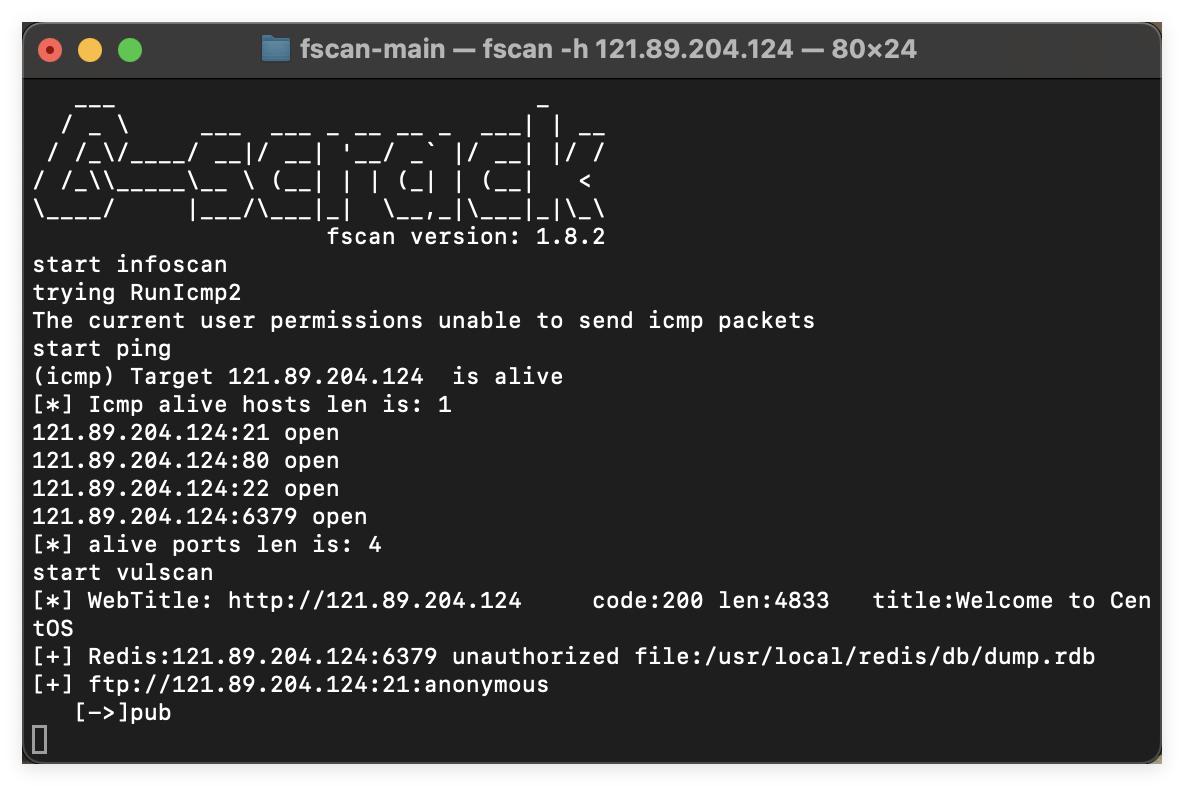 fscan-main — fscan -h 121.89.204.124 — 80×24
   ___                              _
  / _ \     ___  ___ _ __ __ _  ___| | __
 / /_\/____/ __|/ __| '__/ _` |/ __| |/ /
/ /_\\_____\__ \ (__| | | (_| | (__|   <
\____/     |___/\___|_|  \__,_|\___|_|\_\
                     fscan version: 1.8.2
start infoscan
trying RunIcmp2
The current user permissions unable to send icmp packets
start ping
(icmp) Target 121.89.204.124  is alive
[*] Icmp alive hosts len is: 1
121.89.204.124:21 open
121.89.204.124:80 open
121.89.204.124:22 open
121.89.204.124:6379 open
[*] alive ports len is: 4
start vulscan
[*] WebTitle: http://121.89.204.124     code:200 len:4833   title:Welcome to Cen
tOS
[+] Redis:121.89.204.124:6379 unauthorized file:/usr/local/redis/db/dump.rdb
[+] ftp://121.89.204.124:21:anonymous
   [->]pub